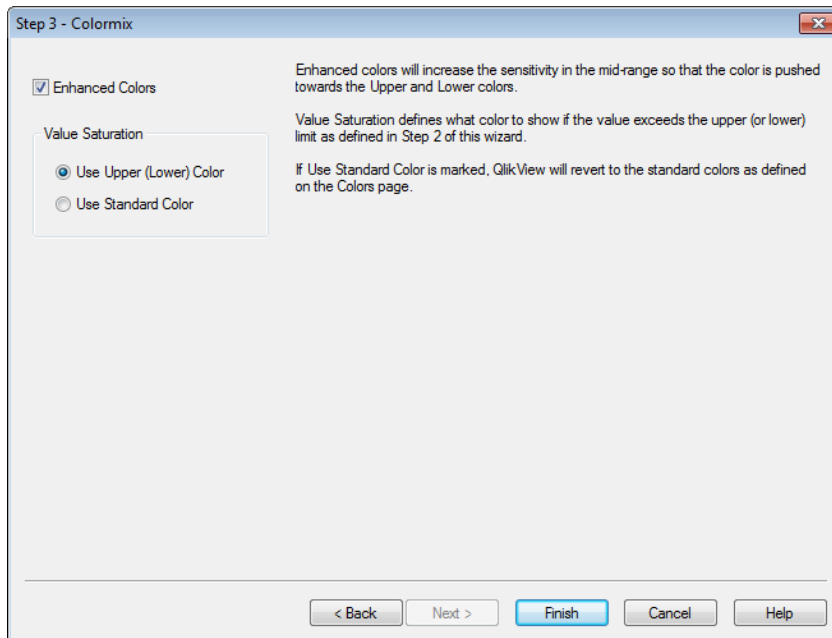 Step 3 - Colormix
Enhanced Colors
Value Saturation
Use Upper (Lower) Color
Use Standard Color
Enhanced colors will increase the sensitivity in the mid-range so that the color is pushed
towards the Upper and Lower colors.
Value Saturation defines what color to show if the value exceeds the upper (or lower)
limit as defined in Step 2 of this wizard.
If Use Standard Color is marked, QlikView will revert to the standard colors as defined
on the Colors page.
< Back
Next >
Finish
Cancel
Help